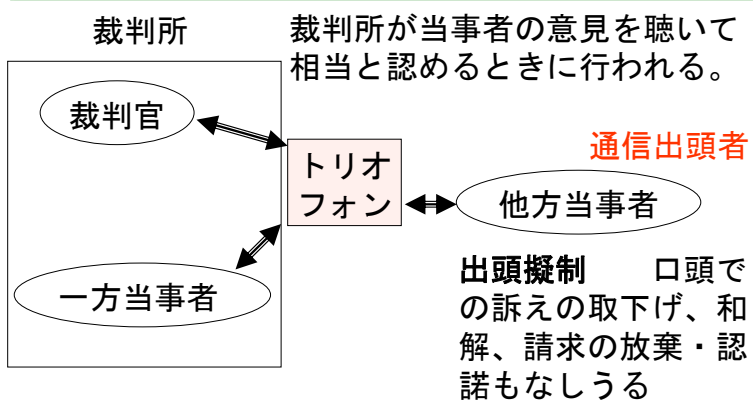 裁判所
裁判所が当事者の意見を聴いて
相当と認めるときに行われる。
裁判官
通信出頭者
トリオ
フォン
他方当事者
一方当事者
出頭擬制　　口頭で
の訴えの取下げ、和
解、請求の放棄・認
諾もなしうる